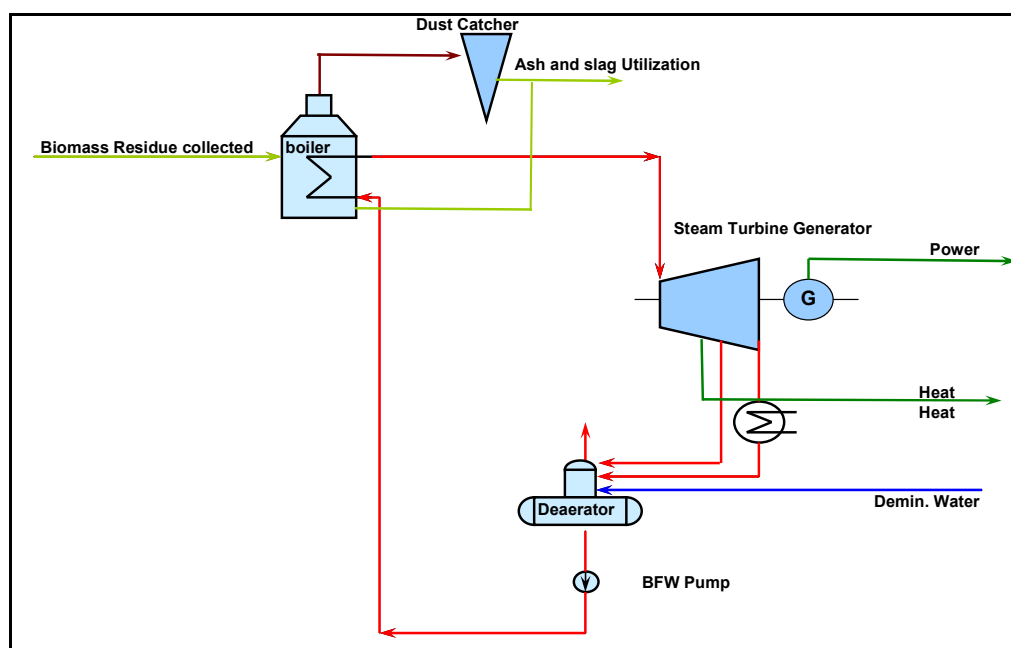 Dust Catcher
Ash and slag Utilization
Biomass Residue collected
boiler
Steam Turbine Generator
Power
G
Heat
Heat
Demin. Water
Deaerator
BFW Pump